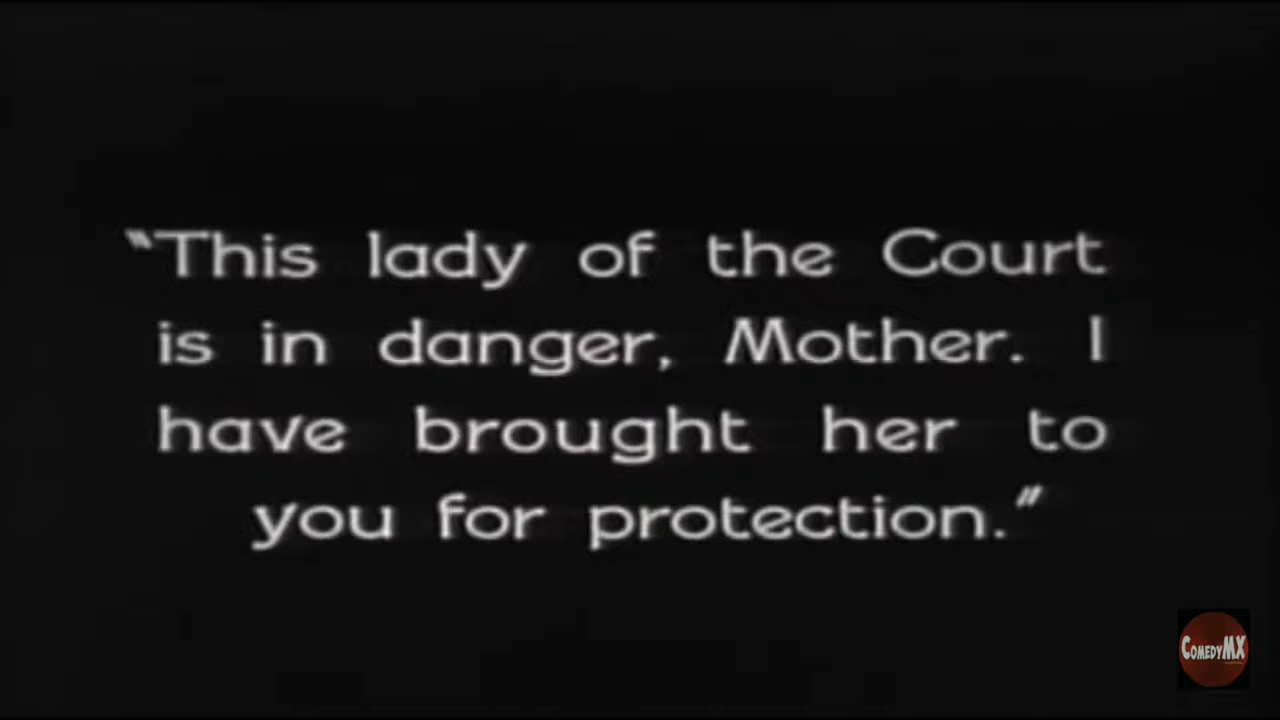 "This lady of the Court
is in danger, Mother. I
have brought her to
you for protection."
COMEDYMX